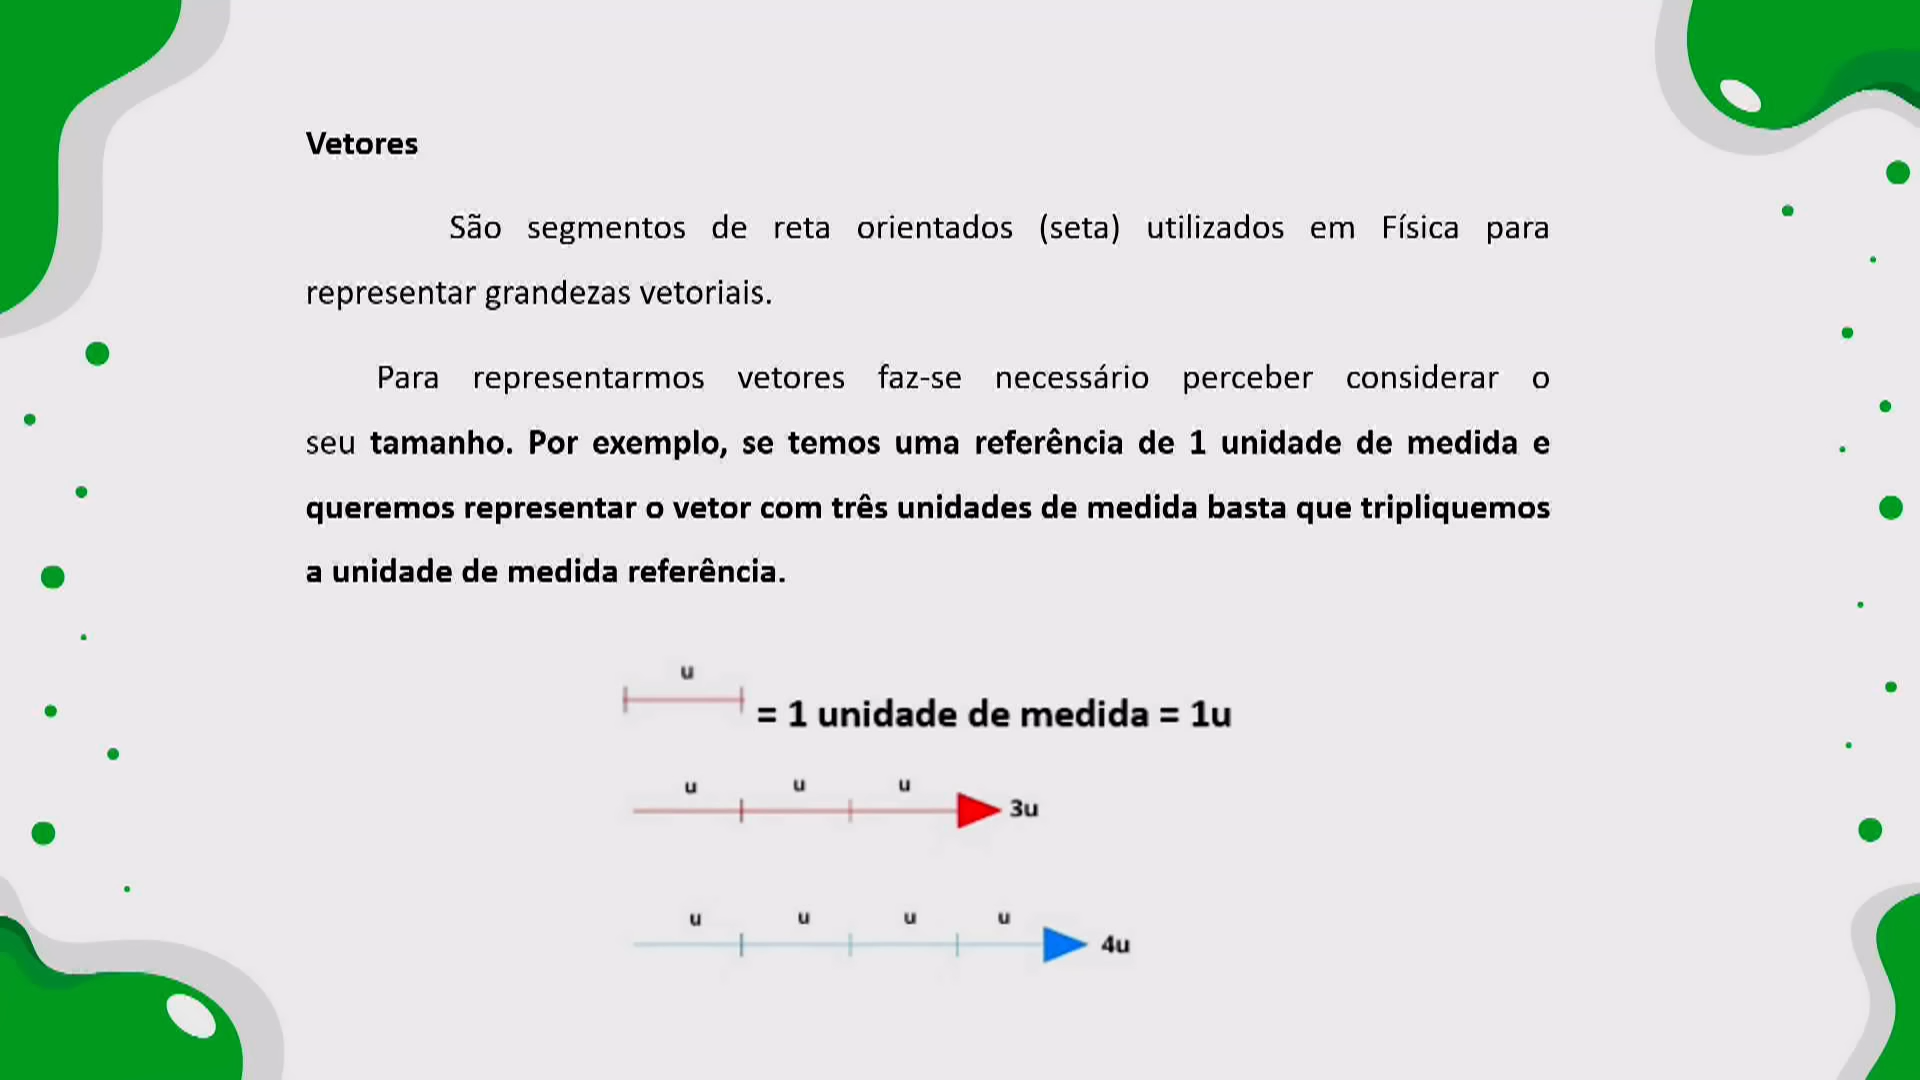 Vetores
São segmentos de reta orientados (seta) utilizados em Física para
representar grandezas vetoriais.
Para representarmos vetores faz-se necessário perceber considerar o
seu tamanho. Por exemplo, se temos uma referência de 1 unidade de medida e
queremos representar o vetor com três unidades de medida basta que tripliquemos
a unidade de medida referência.
u
= 1 unidade de medida = 1u
u u u
3u
u u u u
4u